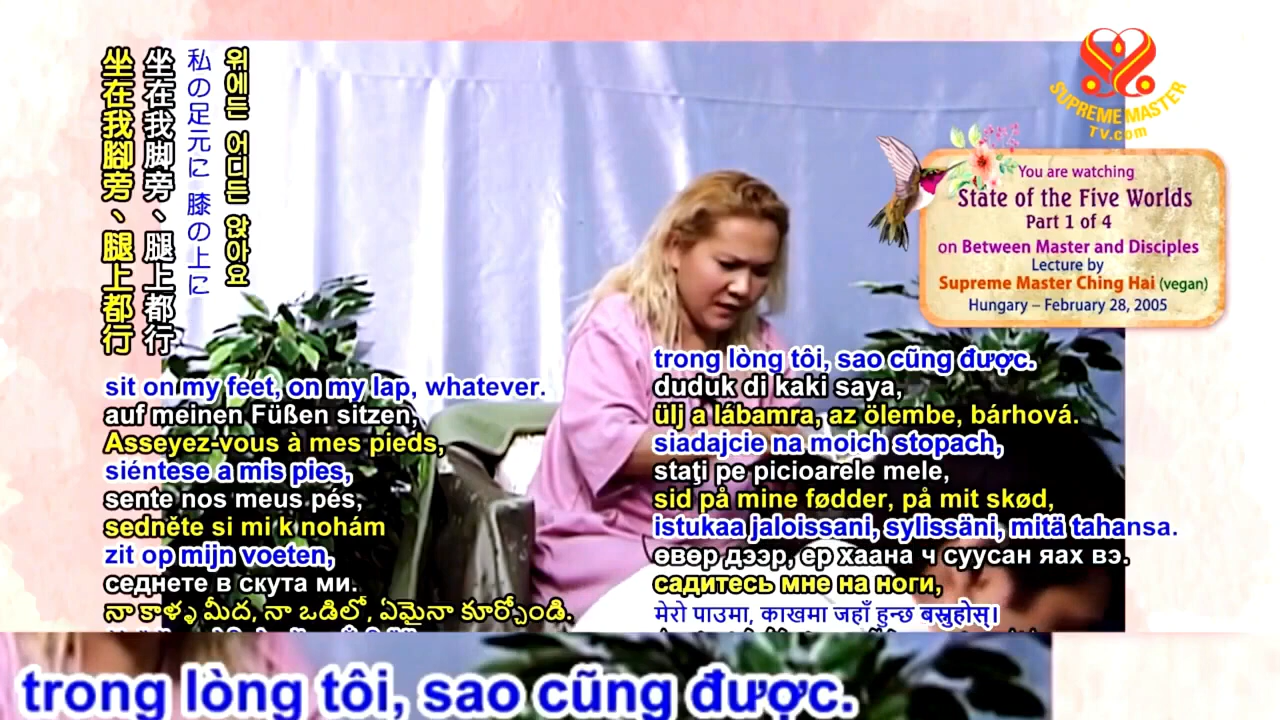 坐在我腳旁、腿上都行
坐在我脚旁、腿上都行
私の足元に 膝の上に
위에든 어디든 앉아요
SUPREME MASTER
TV.com
You are watching
State of the Five Worlds
Part 1 of 4
on Between Master and Disciples
Lecture by
Supreme Master Ching Hai (vegan)
Hungary – February 28, 2005
sit on my feet, on my lap, whatever.
auf meinen Füßen sitzen,
Asseyez-vous à mes pieds,
siéntese a mis pies,
sente nos meus pés,
sedněte si mi k nohám
zit op mijn voeten,
седнете в скута ми.
నా కాళ్ళ మీద, నా ఒడిలో, ఏమైనా కూర్చోండి.
trong lòng tôi, sao cũng được.
duduk di kaki saya,
ülj a lábamra, az ölembe, bárhová.
siadajcie na moich stopach,
staţi pe picioarele mele,
sid på mine fødder, på mit skød,
istukaa jaloissani, sylissäni, mitä tahansa.
өвөр дээр, ер хаана ч суусан яах вэ.
садитесь мне на ноги,
मेरो पाउमा, काखमा जहाँ हुन्छ बस्नुहोस्।
trong lòng tôi, sao cũng được.